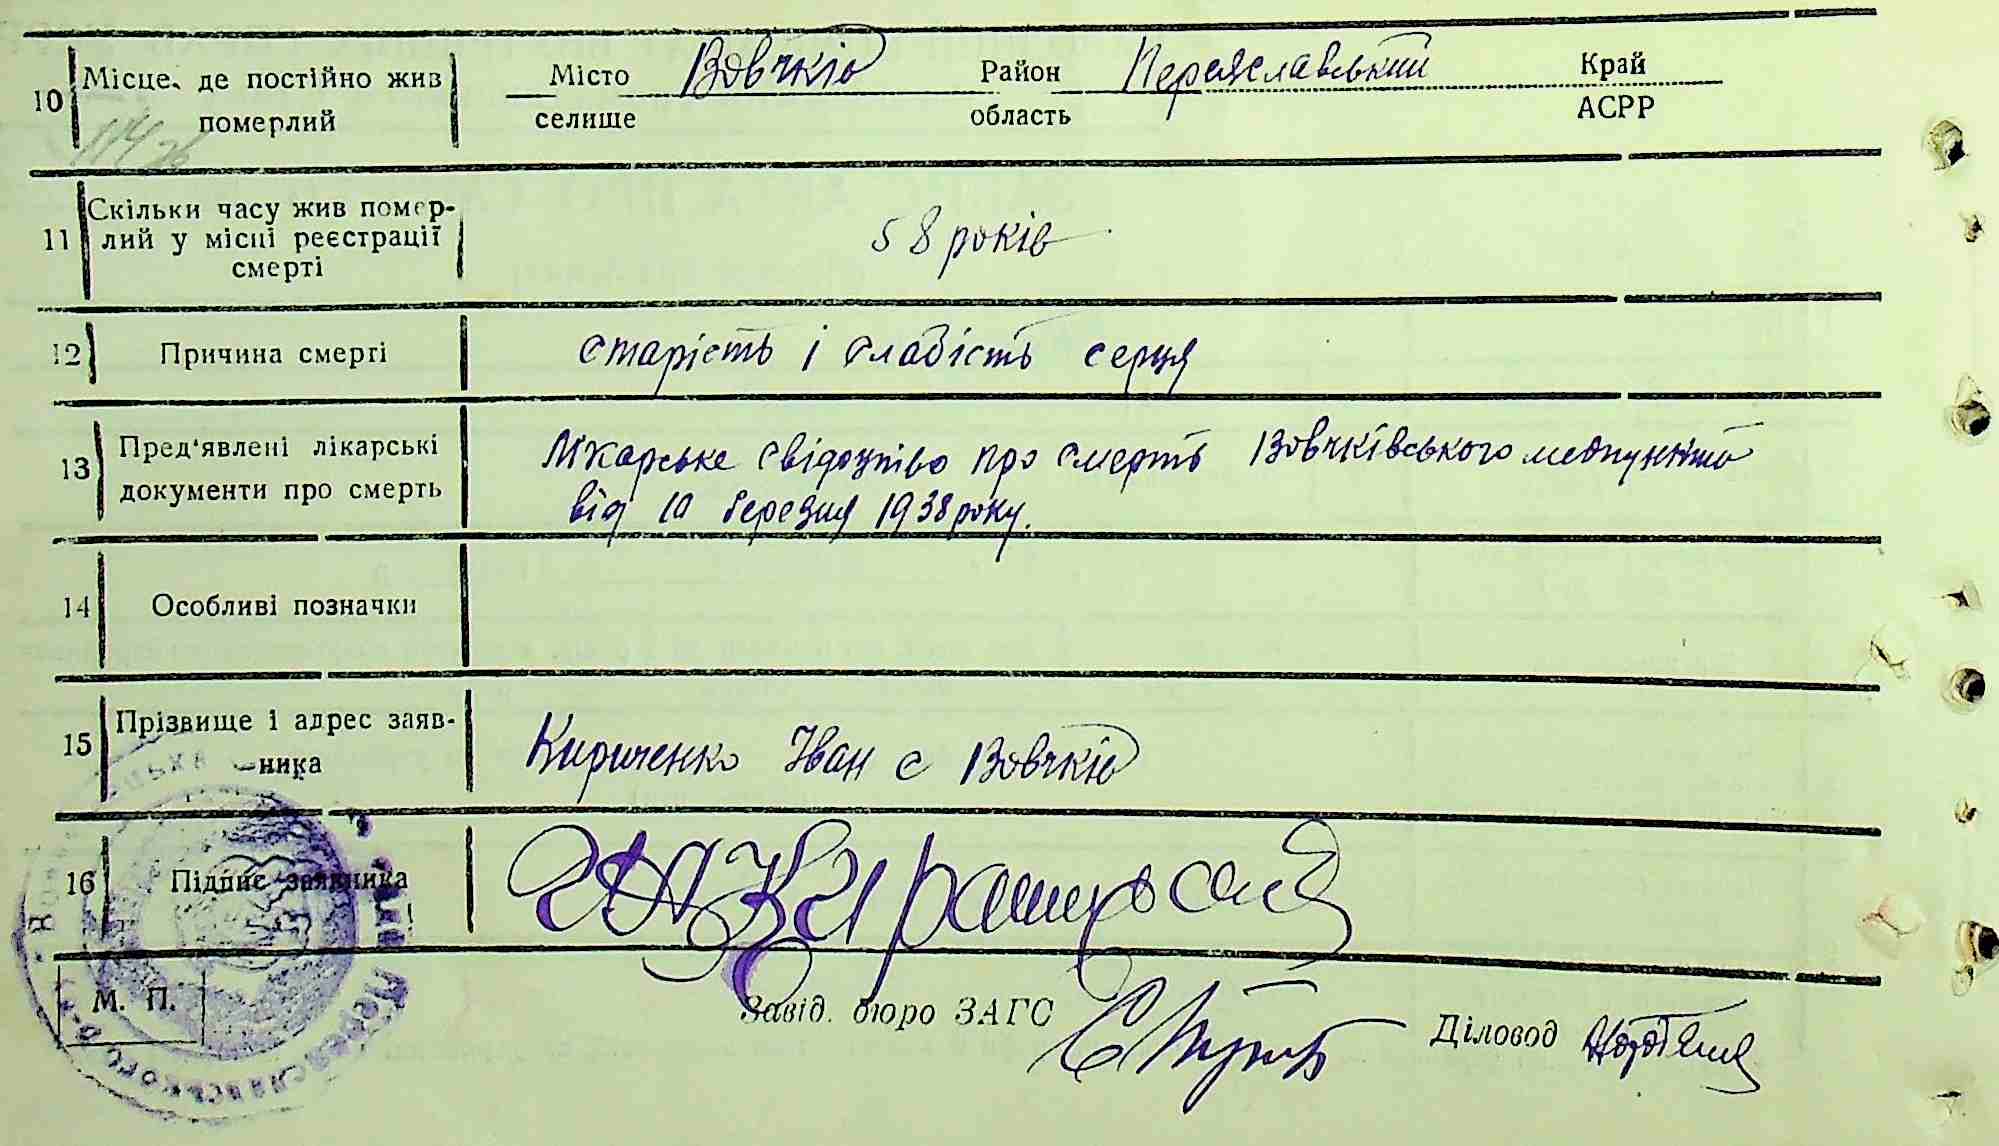 10 Місце, де постійно жив померлий
Місто Вовчків Район Переяславський Край
селище область АСРР
11 Скільки часу жив помер-
лий у місці реєстрації
смерті
58 років
12 Причина смерті старість і слабість серця
13 Пред'явлені лікарські
документи про смерть
Лікарське свідоцтво про смерть Вовчківського медпункту
від 10 березня 1938 року.
14 Особливі позначки
15 Прізвище і адрес заяв-
ника
Кириченко Іван с Вовчків
16 Підпис заявника
М. П.
Завід. бюро ЗАГС Діловод